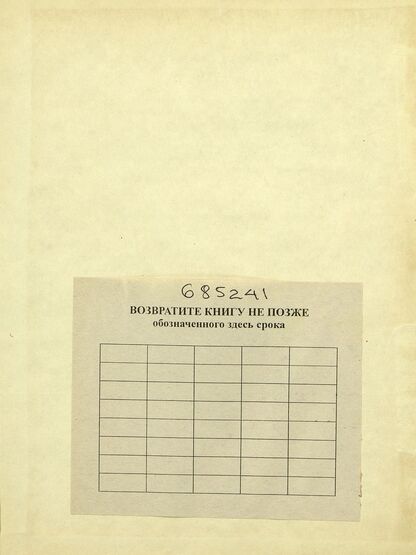 685241
ВОЗВРАТИТЕ КНИГУ НЕ ПОЗЖЕ
обозначенного здесь срока